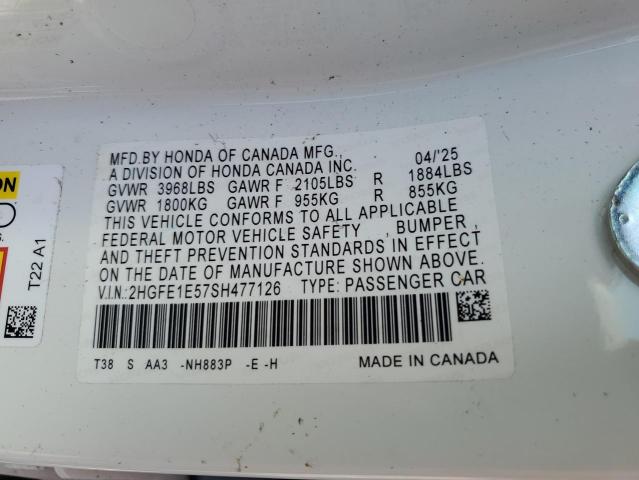 MFD.BY HONDA OF CANADA MFG. 04/'25
A DIVISION OF HONDA CANADA INC.
GVWR 3968LBS GAWR F 2105LBS R 1884LBS
GVWR 1800KG GAWR F 955KG R 855KG
THIS VEHICLE CONFORMS TO ALL APPLICABLE
FEDERAL MOTOR VEHICLE SAFETY, BUMPER,
AND THEFT PREVENTION STANDARDS IN EFFECT
ON THE DATE OF MANUFACTURE SHOWN ABOVE.
V.I.N.:2HGFE1E57SH477126 TYPE: PASSENGER CAR
T38 S AA3 -NH883P -E -H MADE IN CANADA
T22 A1